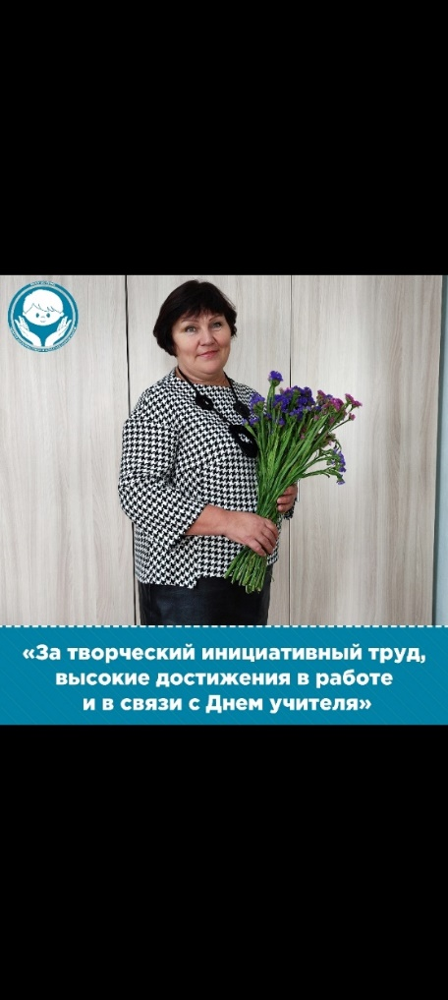 «За творческий инициативный труд,
высокие достижения в работе
и в связи с Днем учителя»